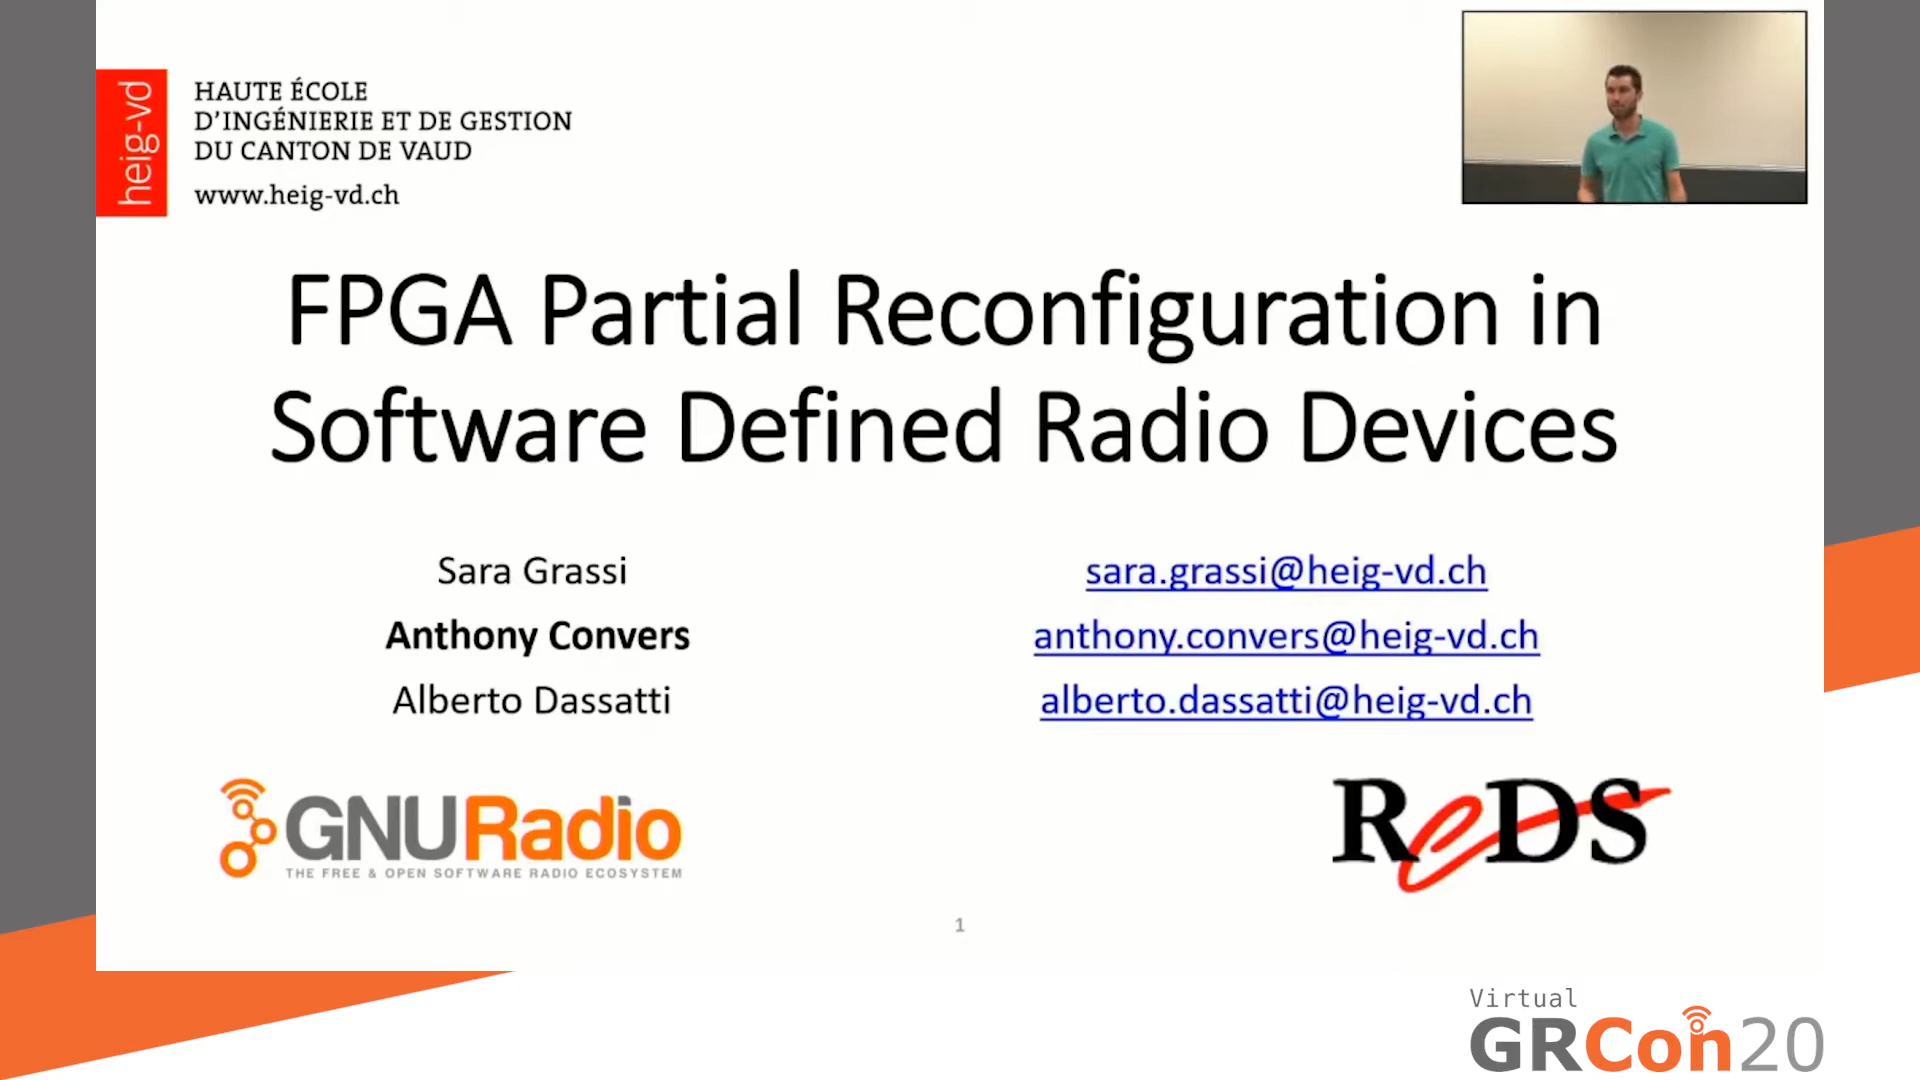 heig-vd
HAUTE ÉCOLE
D'INGÉNIERIE ET DE GESTION
DU CANTON DE VAUD
www.heig-vd.ch
FPGA Partial Reconfiguration in
Software Defined Radio Devices
Sara Grassi
sara.grassi@heig-vd.ch
Anthony Convers
anthony.convers@heig-vd.ch
Alberto Dassatti
alberto.dassatti@heig-vd.ch
GNURadio
THE FREE & OPEN SOFTWARE RADIO ECOSYSTEM
ReDS
1
Virtual
GRCon20